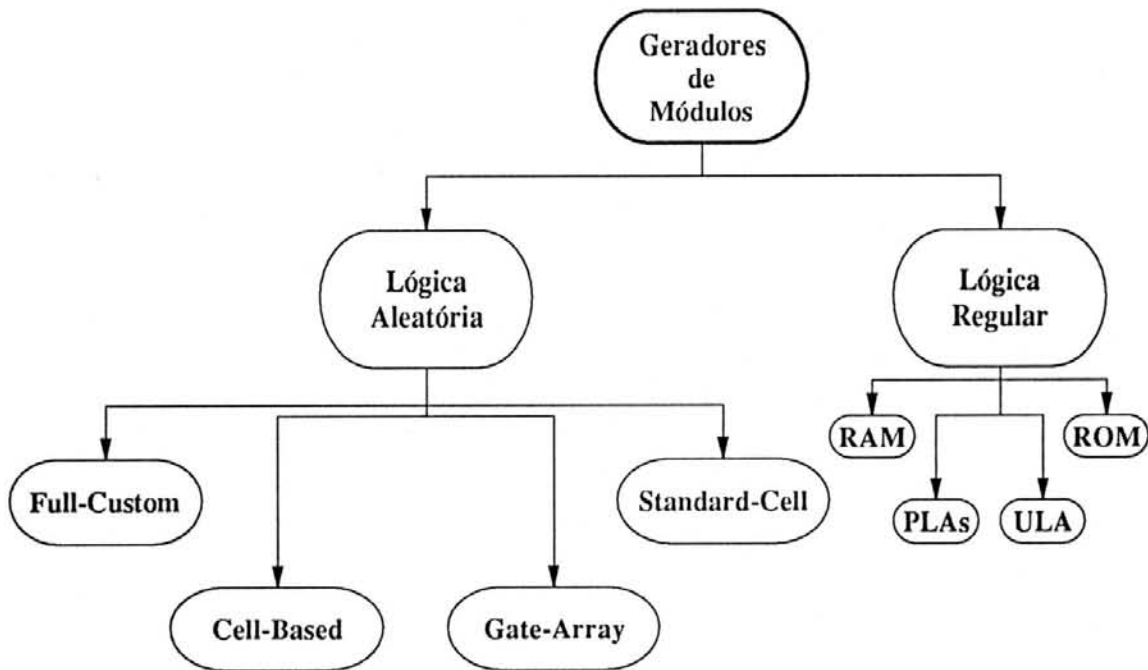 Geradores
de
Módulos
Lógica
Aleatória
Lógica
Regular
RAM
ROM
Full-Custom
Standard-Cell
PLAs
ULA
Cell-Based
Gate-Array